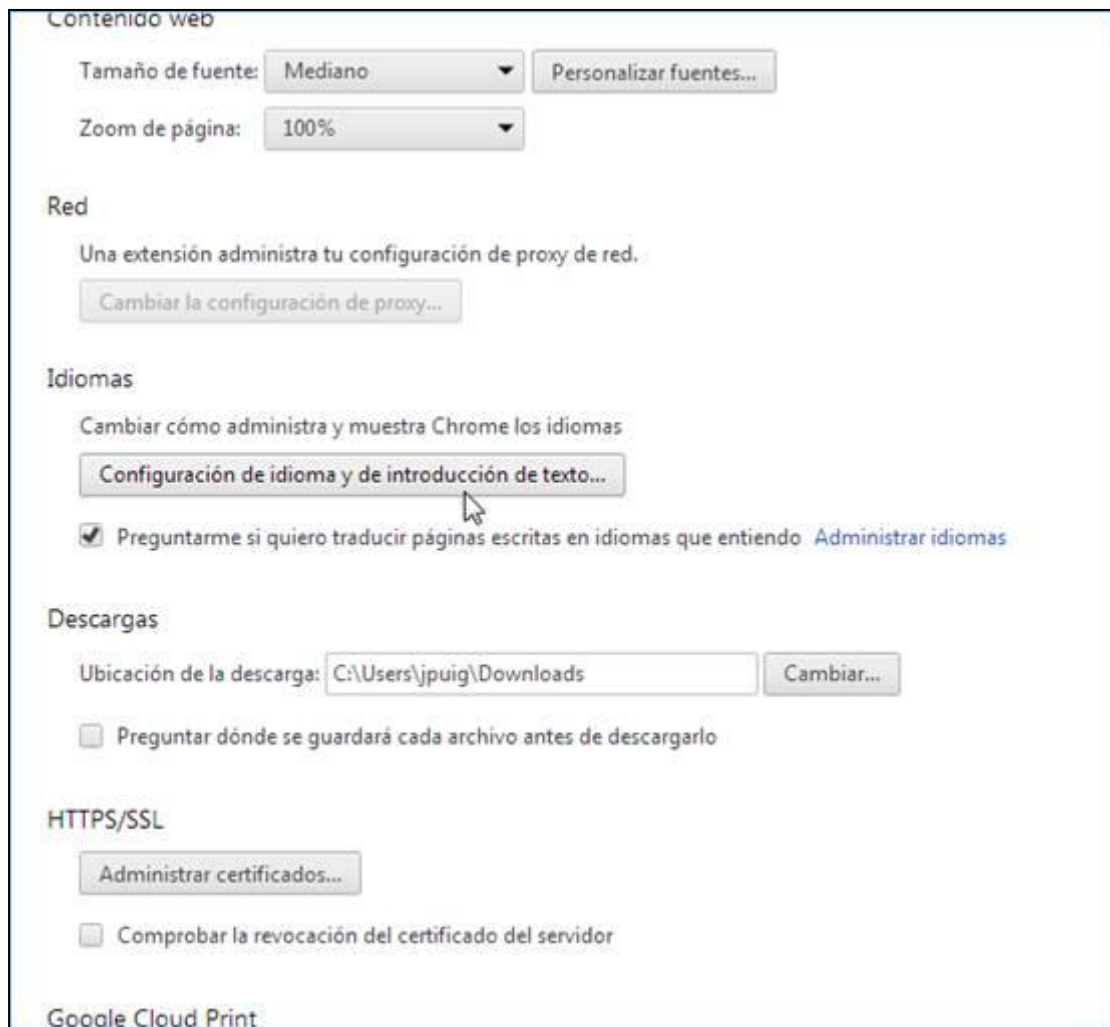 Contenido web
Tamaño de fuente: Mediano Personalizar fuentes...
Zoom de página: 100%
Red
Una extensión administra tu configuración de proxy de red.
Cambiar la configuración de proxy...
Idiomas
Cambiar cómo administra y muestra Chrome los idiomas
Configuración de idioma y de introducción de texto...
Preguntarme si quiero traducir páginas escritas en idiomas que entiendo Administrar idiomas
Descargas
Ubicación de la descarga: C:\Users\jpuig\Downloads Cambiar...
Preguntar dónde se guardará cada archivo antes de descargarlo
HTTPS/SSL
Administrar certificados...
Comprobar la revocación del certificado del servidor
Google Cloud Print